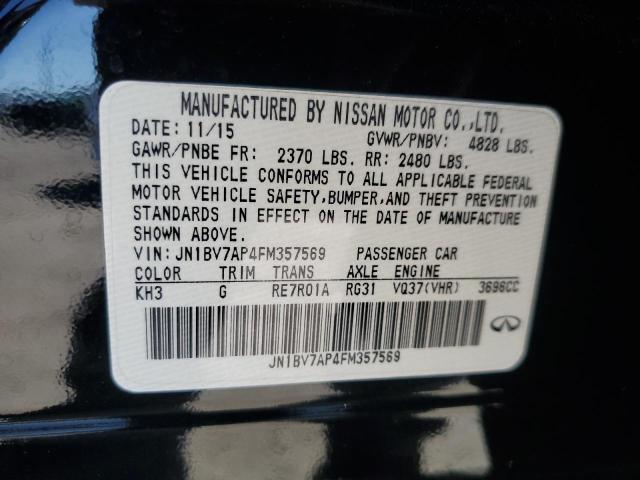 MANUFACTURED BY NISSAN MOTOR CO.,LTD.
DATE: 11/15 GVWR/PNBV: 4828 LBS.
GAWR/PNBE FR: 2370 LBS. RR: 2480 LBS.
THIS VEHICLE CONFORMS TO ALL APPLICABLE FEDERAL
MOTOR VEHICLE SAFETY,BUMPER,AND THEFT PREVENTION
STANDARDS IN EFFECT ON THE DATE OF MANUFACTURE
SHOWN ABOVE.
VIN: JN1BV7AP4FM357569 PASSENGER CAR
COLOR TRIM TRANS AXLE ENGINE
KH3 G RE7R01A RG31 VQ37(VHR) 3696CC
JN1BV7AP4FM357569